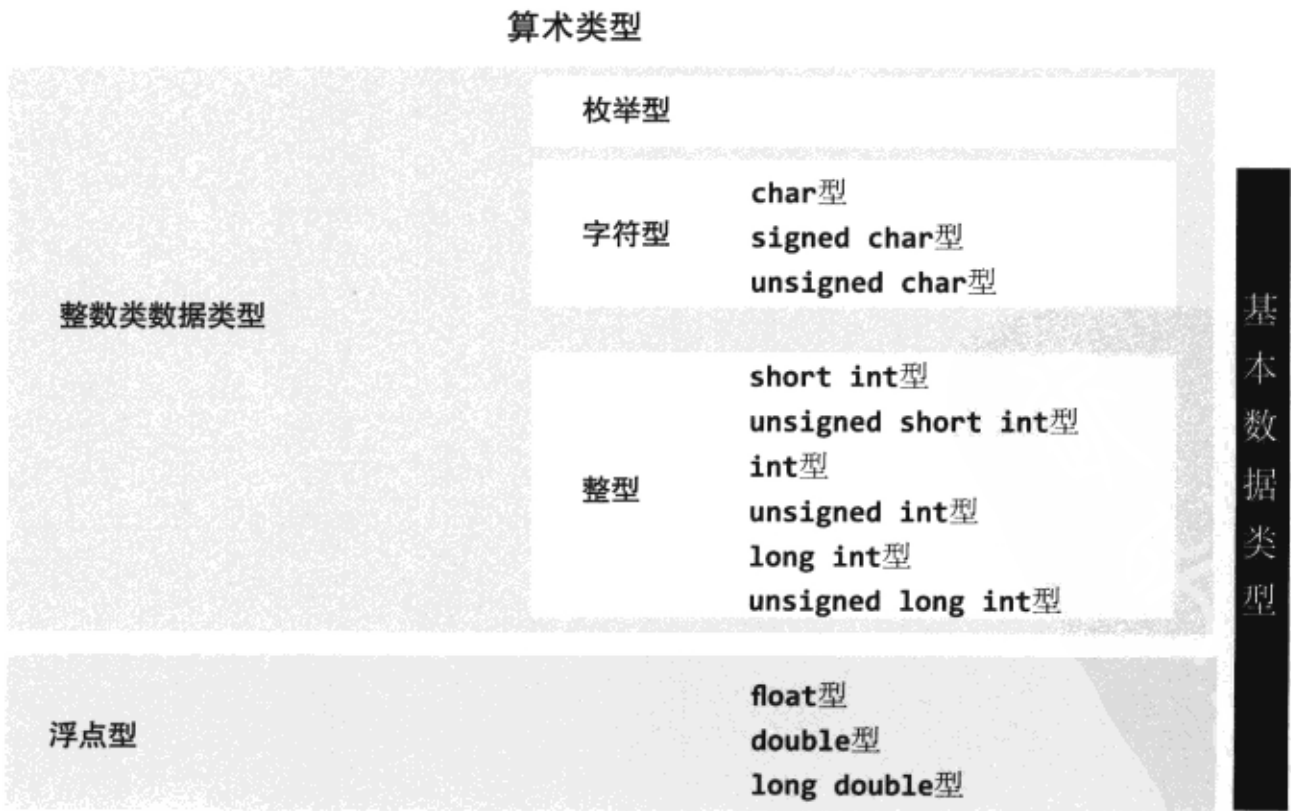 算术类型
枚举型
char型
字符型 signed char型
unsigned char型
整数类数据类型
short int型
unsigned short int型
int型
整型
unsigned int型
long int型
unsigned long int型
浮点型
float型
double型
long double型
基本数据类型